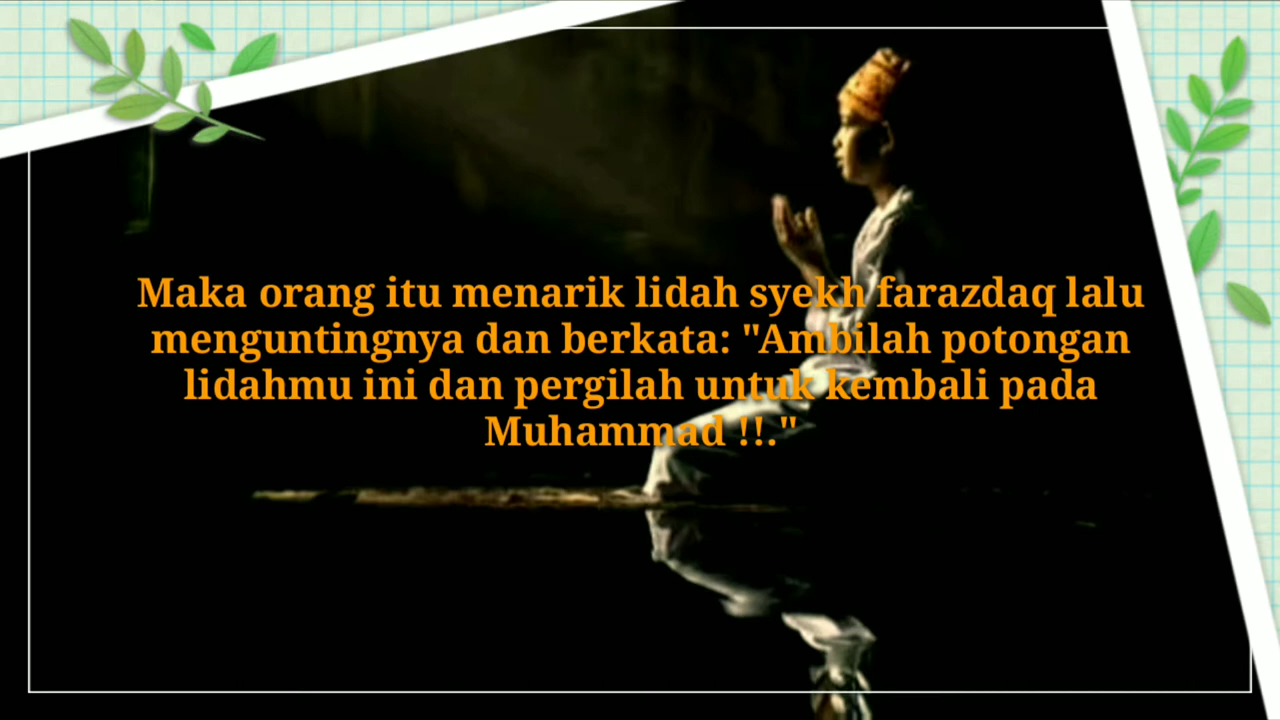 Maka orang itu menarik lidah syekh farazdaq lalu
menguntingnya dan berkata: "Ambilah potongan
lidahmu ini dan pergilah untuk kembali pada
Muhammad !!."